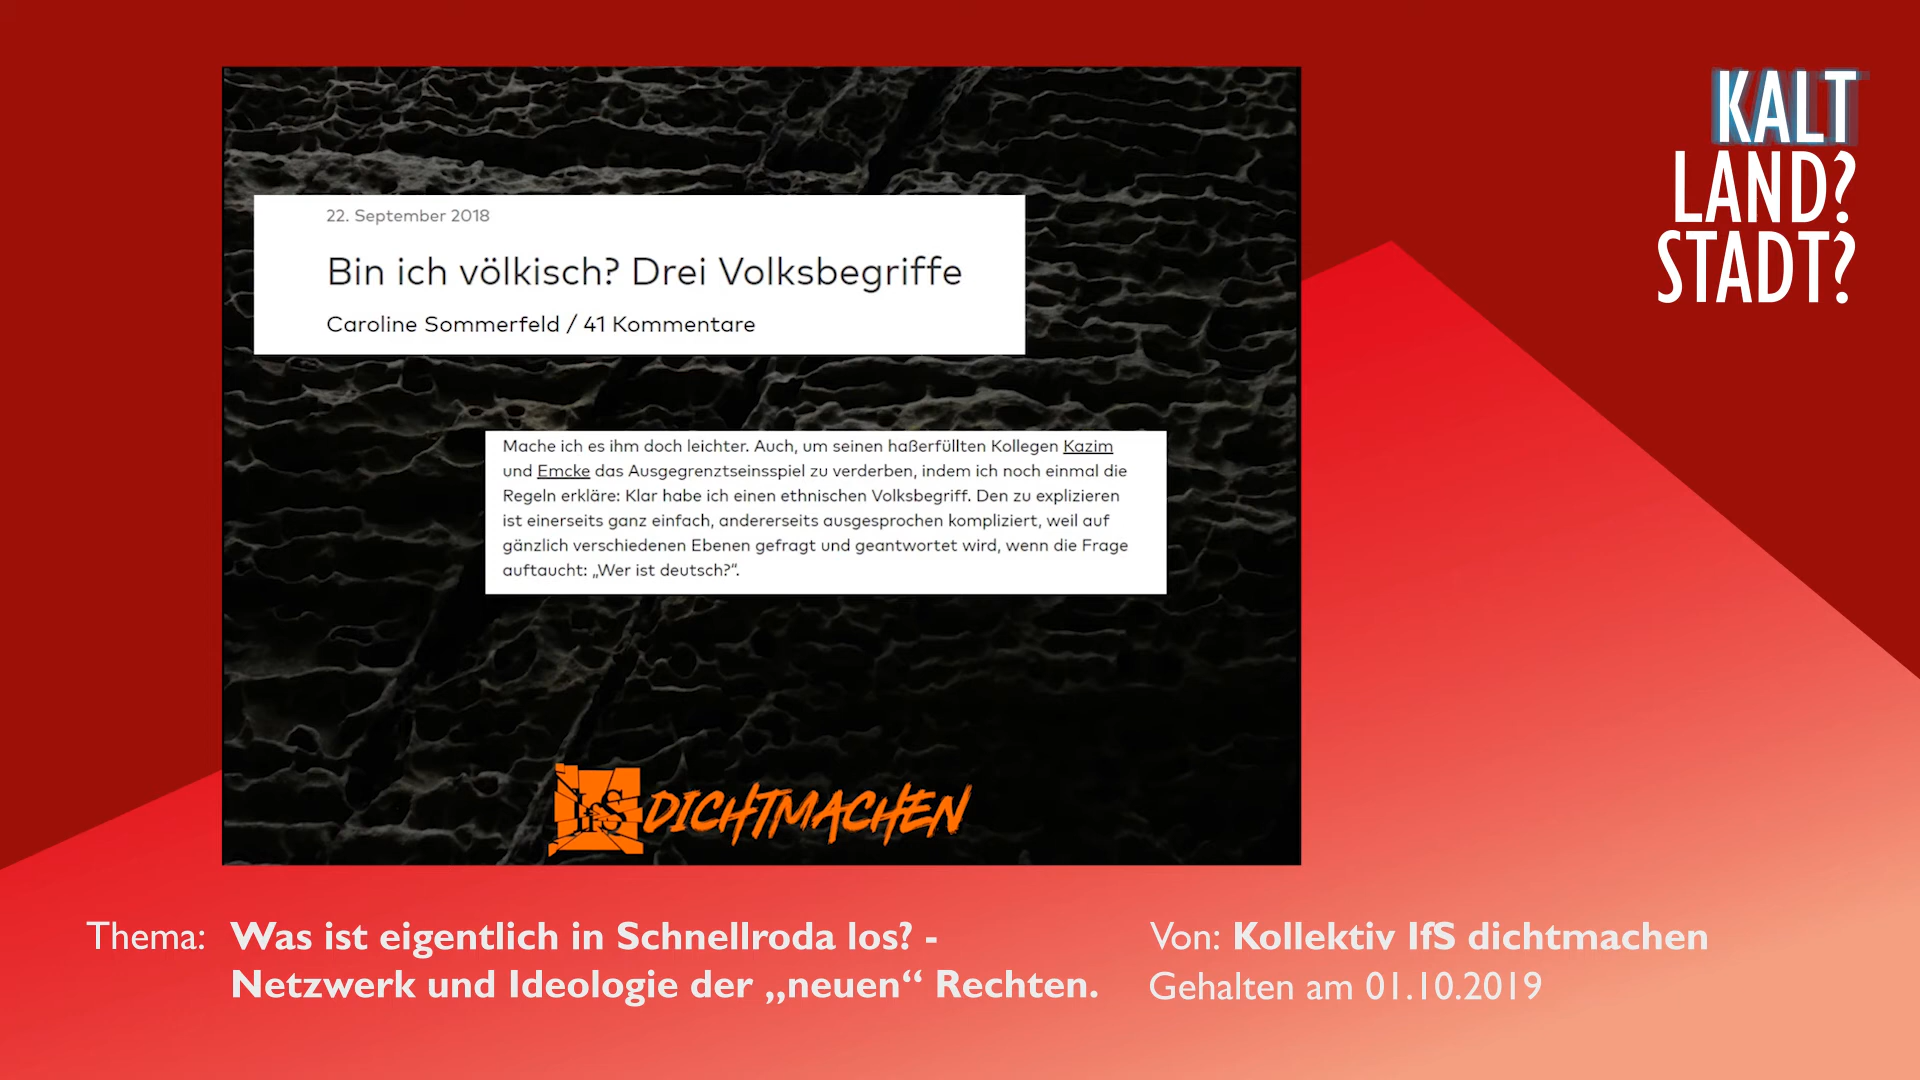 KALT
LAND?
STADT?
22. September 2018
Bin ich völkisch? Drei Volksbegriffe
Caroline Sommerfeld / 41 Kommentare
Mache ich es ihm doch leichter. Auch, um seinen haßerfüllten Kollegen Kazim
und Emcke das Ausgegrenztseinsspiel zu verderben, indem ich noch einmal die
Regeln erkläre: Klar habe ich einen ethnischen Volksbegriff. Den zu explizieren
ist einerseits ganz einfach, andererseits ausgesprochen kompliziert, weil auf
gänzlich verschiedenen Ebenen gefragt und geantwortet wird, wenn die Frage
auftaucht: „Wer ist deutsch?“.
IfS DICHTMACHEN
Thema: Was ist eigentlich in Schnellroda los? -
Netzwerk und Ideologie der „neuen“ Rechten.
Von: Kollektiv IfS dichtmachen
Gehalten am 01.10.2019